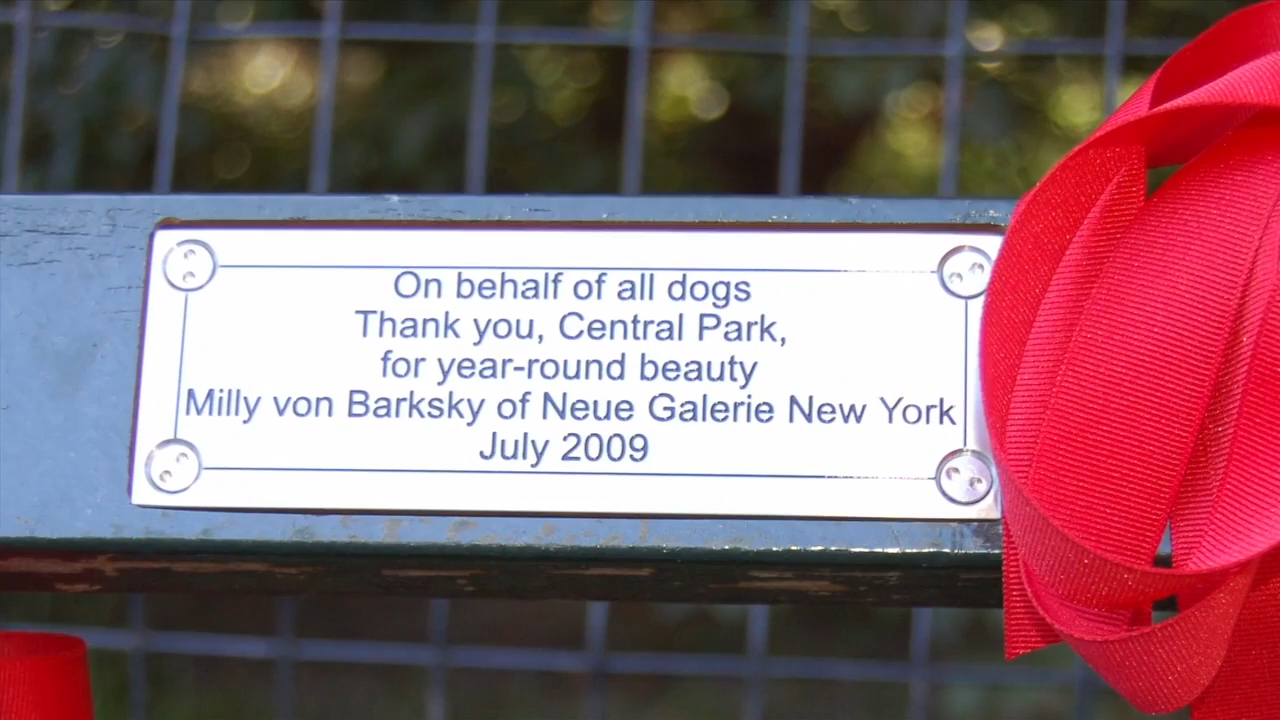 On behalf of all dogs
Thank you, Central Park,
for year-round beauty
Milly von Barksky of Neue Galerie New York
July 2009